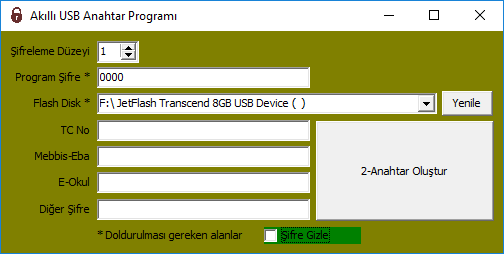 Akıllı USB Anahtar Programı
Şifreleme Düzeyi 1
Program Şifre * 0000
Flash Disk * F:\ JetFlash Transcend 8GB USB Device ( ) Yenile
TC No
Mebbis-Eba
2-Anahtar Oluştur
E-Okul
Diğer Şifre
* Doldurulması gereken alanlar Şifre Gizle